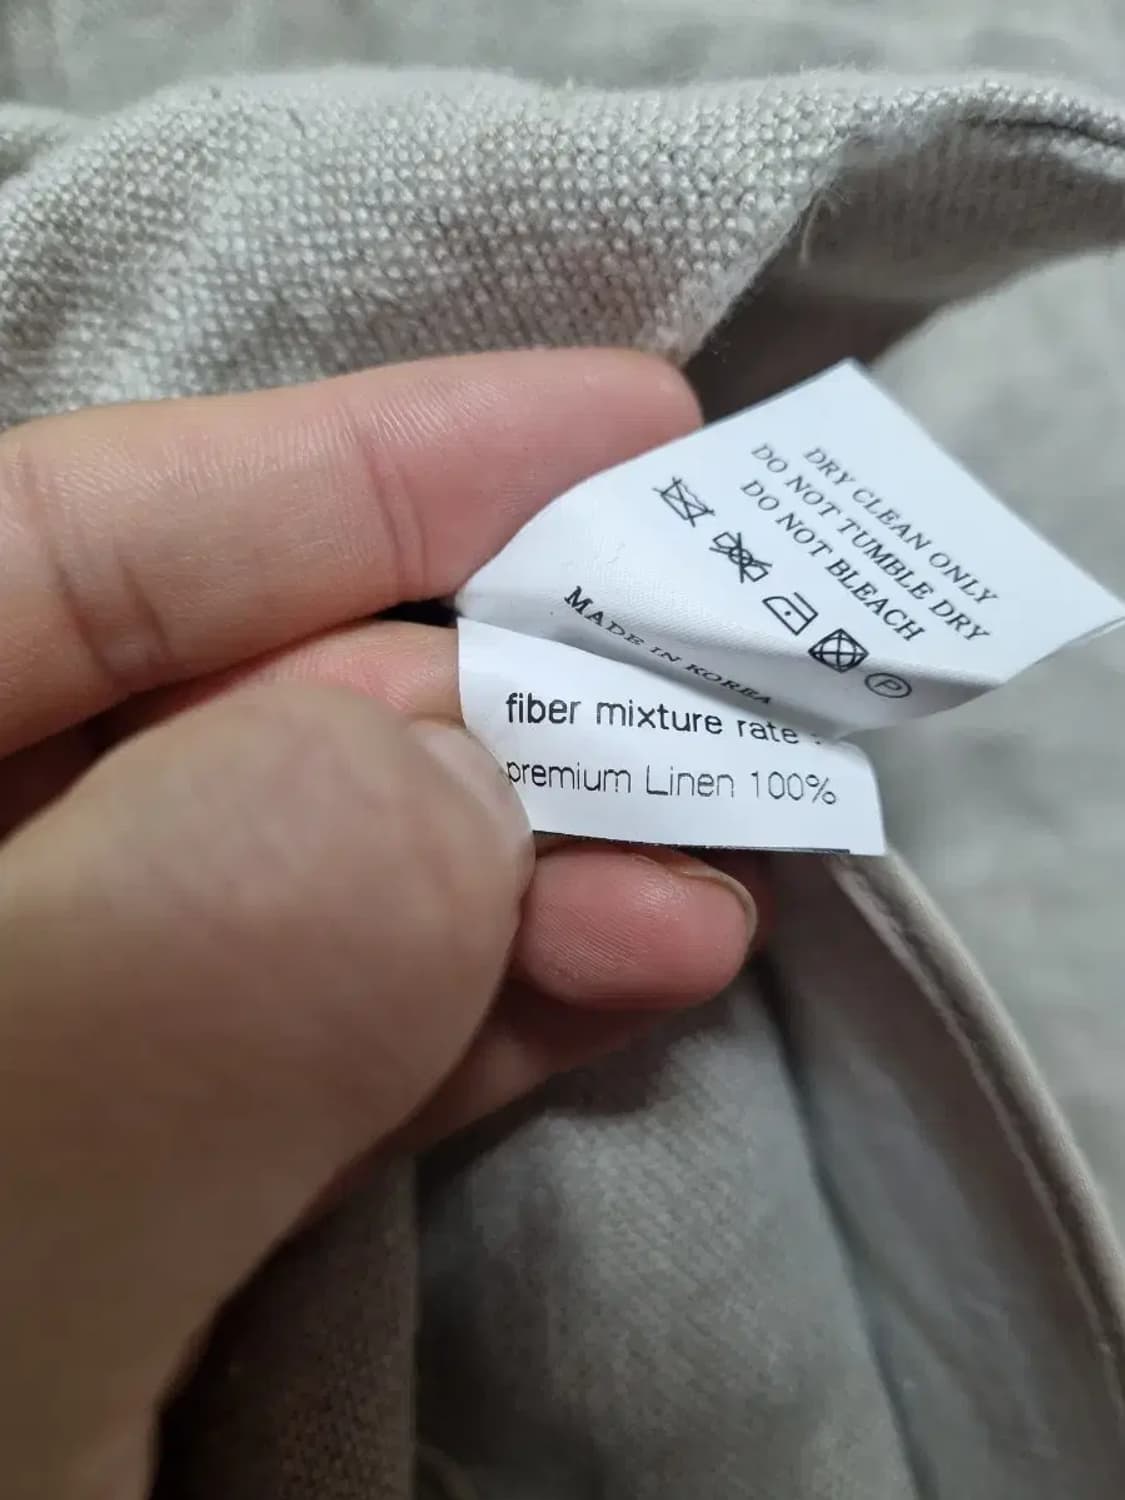 DRY CLEAN ONLY
DO NOT TUMBLE DRY
DO NOT BLEACH
P
MADE IN KOREA
fiber mixture rate :
premium Linen 100%